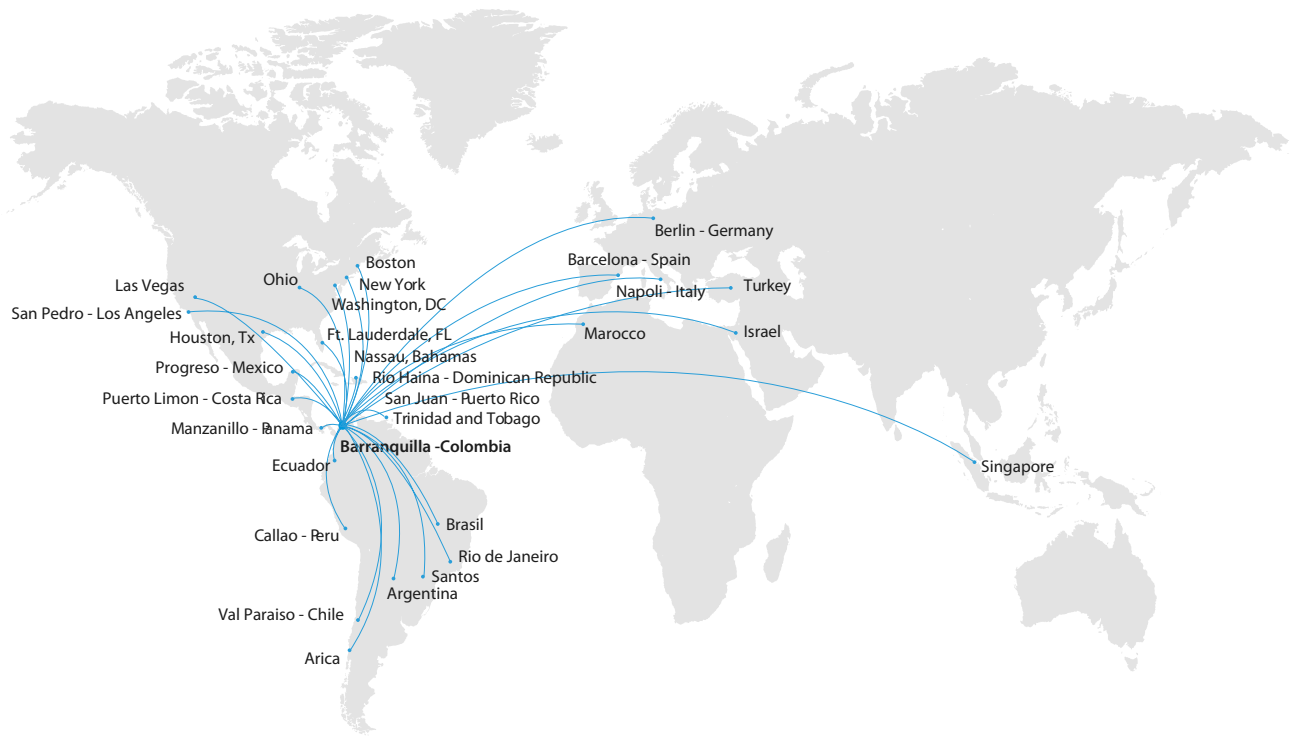 Berlin - Germany
Barcelona - Spain
Boston
Ohio
New York
Las Vegas
Napoli - Italy
Turkey
Washington, DC
San Pedro - Los Angeles
Marocco
Israel
Houston, Tx
Ft. Lauderdale, FL
Nassau, Bahamas
Progreso - Mexico
Rio Haina - Dominican Republic
Puerto Limon - Costa Rica
San Juan - Puerto Rico
Trinidad and Tobago
Manzanillo - Panama
Barranquilla -Colombia
Ecuador
Singapore
Brasil
Callao - Peru
Rio de Janeiro
Santos
Argentina
Val Paraiso - Chile
Arica